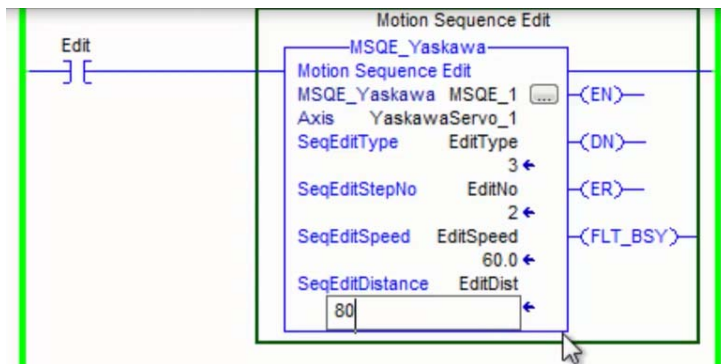 Motion Sequence Edit
Edit
MSQE_Yaskawa
Motion Sequence Edit
MSQE_Yaskawa MSQE_1 ...
(EN)
Axis YaskawaServo_1
SeqEditType EditType
(DN)
3
SeqEditStepNo EditNo
(ER)
2
SeqEditSpeed EditSpeed
(FLT_BSY)
60.0
SeqEditDistance EditDist
80